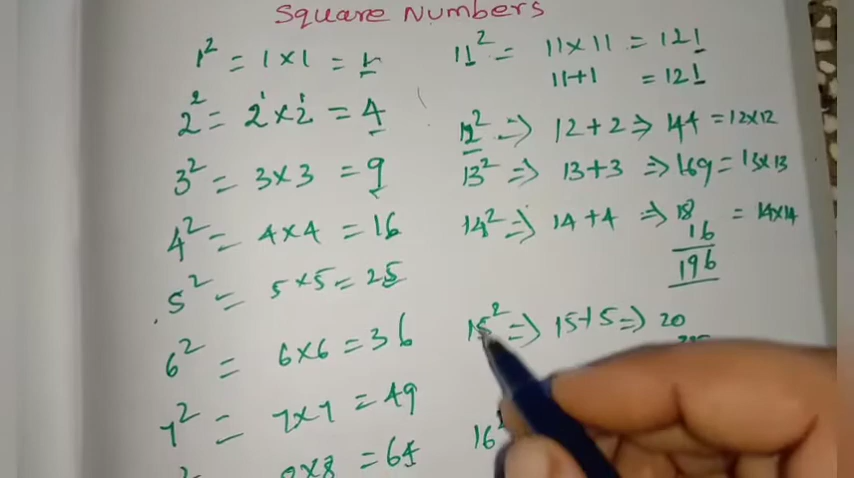 Square Numbers
1² = 1×1 = 1
2² = 2×2 = 4
3² = 3×3 = 9
4² = 4×4 = 16
5² = 5×5 = 25
6² = 6×6 = 36
7² = 7×7 = 49
×8 = 64
11² = 11×11 = 121
11+1 = 121
12² => 12+2 => 144 = 12×12
13² => 13+3 => 169 = 13×13
14² => 14+4 => 18 = 14×14
16
196
15² => 15+5 => 20
16²